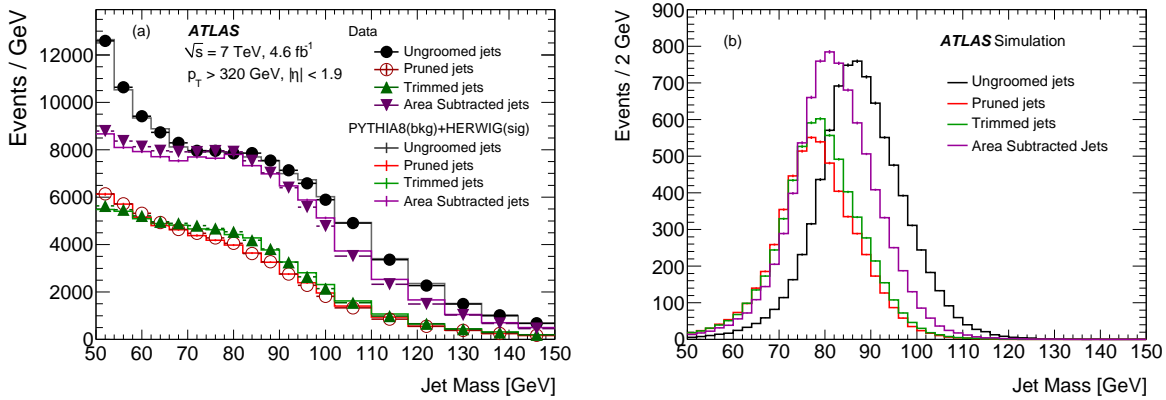 (a) ATLAS
√s = 7 TeV, 4.6 fb⁻¹
p_T > 320 GeV, |η| < 1.9
Data
Ungroomed jets
Pruned jets
Trimmed jets
Area Subtracted jets
PYTHIA8(bkg)+HERWIG(sig)
Ungroomed jets
Pruned jets
Trimmed jets
Area Subtracted jets
Events / GeV
12000
10000
8000
6000
4000
2000
0
50 60 70 80 90 100 110 120 130 140 150
Jet Mass [GeV]
(b) ATLAS Simulation
Ungroomed jets
Pruned jets
Trimmed jets
Area Subtracted Jets
Events / 2 GeV
900
800
700
600
500
400
300
200
100
0
50 60 70 80 90 100 110 120 130 140 150
Jet Mass [GeV]